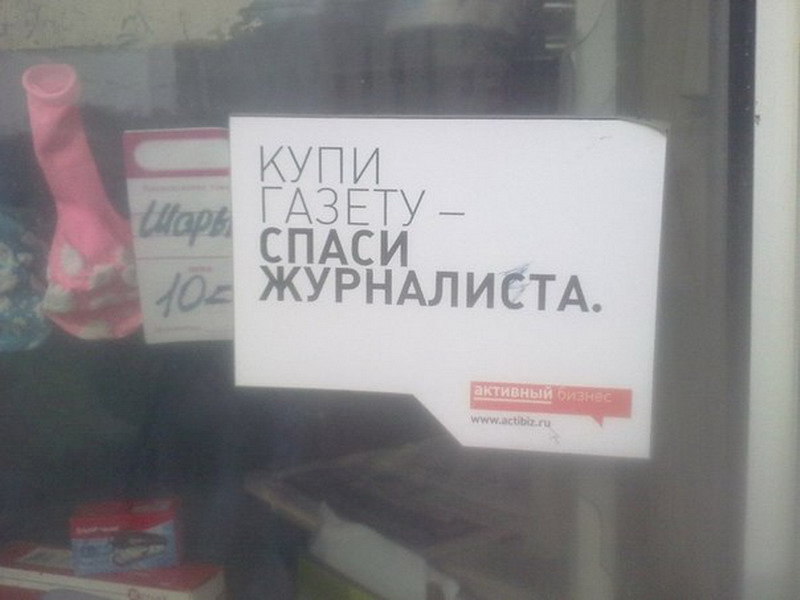 Шары
10=
КУПИ
ГАЗЕТУ –
СПАСИ
ЖУРНАЛИСТА.
активный бизнес
www.actibiz.ru